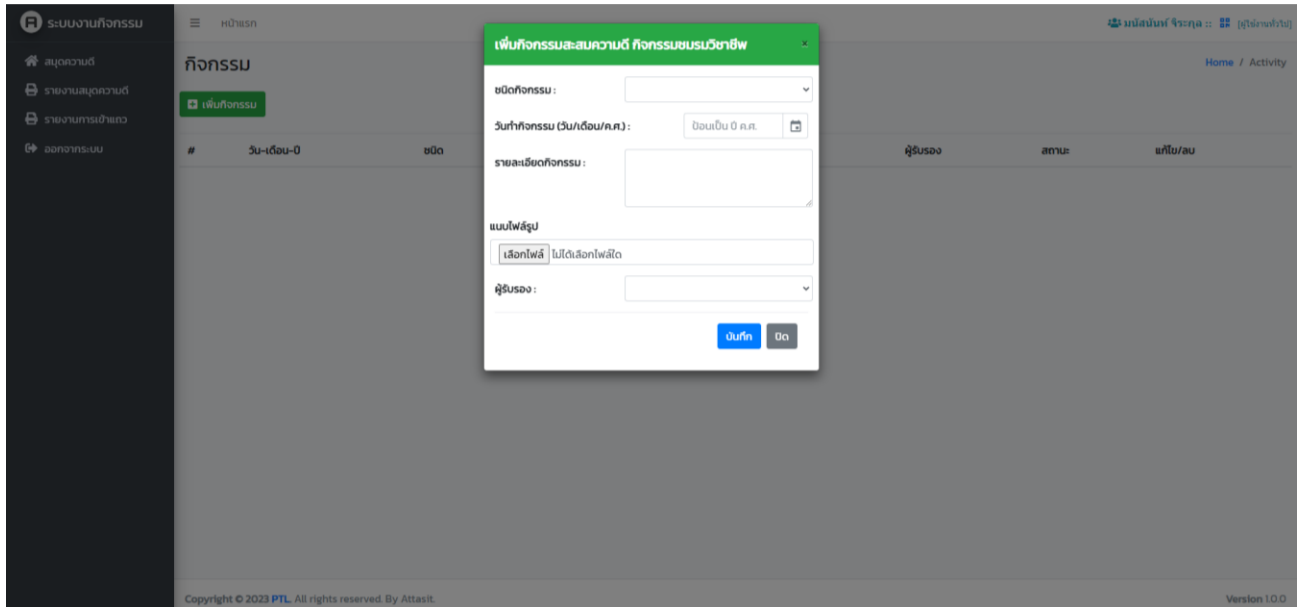 ระบบงานกิจกรรม
หน้าแรก
มนัสนันท์ จิระกุล :: [ผู้ใช้งานทั่วไป]
สมุดความดี
รายงานสมุดความดี
รายงานการเข้าแถว
ออกจากระบบ
กิจกรรม
Home / Activity
เพิ่มกิจกรรม
# วัน-เดือน-ปี ชนิด ผู้รับรอง สถานะ แก้ไข/ลบ
เพิ่มกิจกรรมสะสมความดี กิจกรรมชมรมวิชาชีพ ×
ชนิดกิจกรรม :
วันทำกิจกรรม (วัน/เดือน/ค.ศ.) : ป้อนเป็น ปี ค.ศ.
รายละเอียดกิจกรรม :
แนบไฟล์รูป
เลือกไฟล์ ไม่ได้เลือกไฟล์ใด
ผู้รับรอง :
บันทึก ปิด
Copyright © 2023 PTL. All rights reserved. By Attasit.
Version 1.0.0